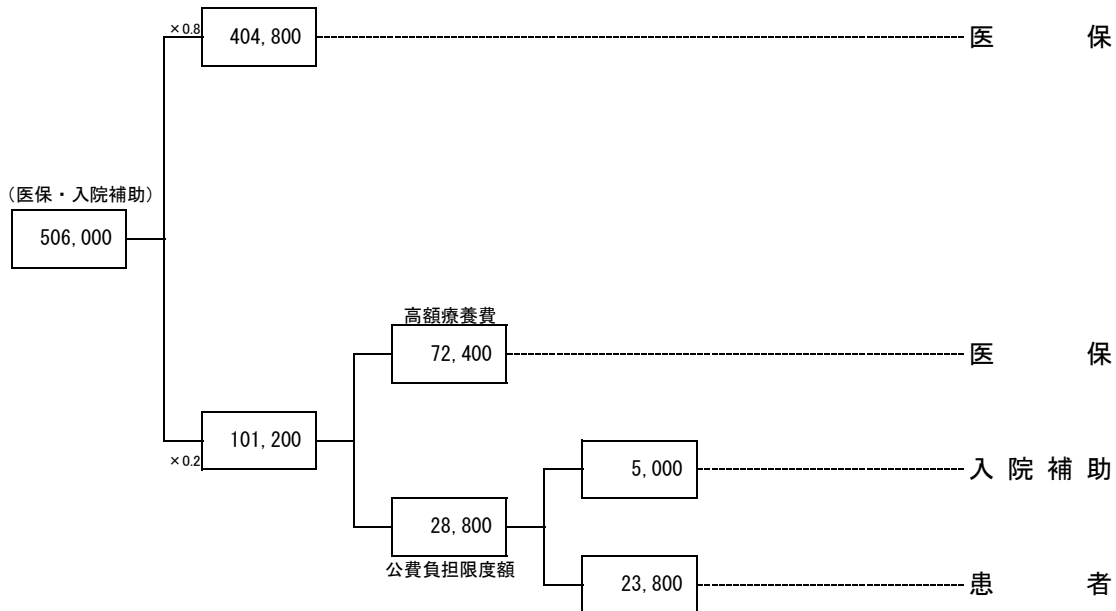 ×0.8
404,800
医保
(医保・入院補助)
506,000
高額療養費
72,400
医保
101,200
×0.2
5,000
入院補助
28,800
公費負担限度額
23,800
患者